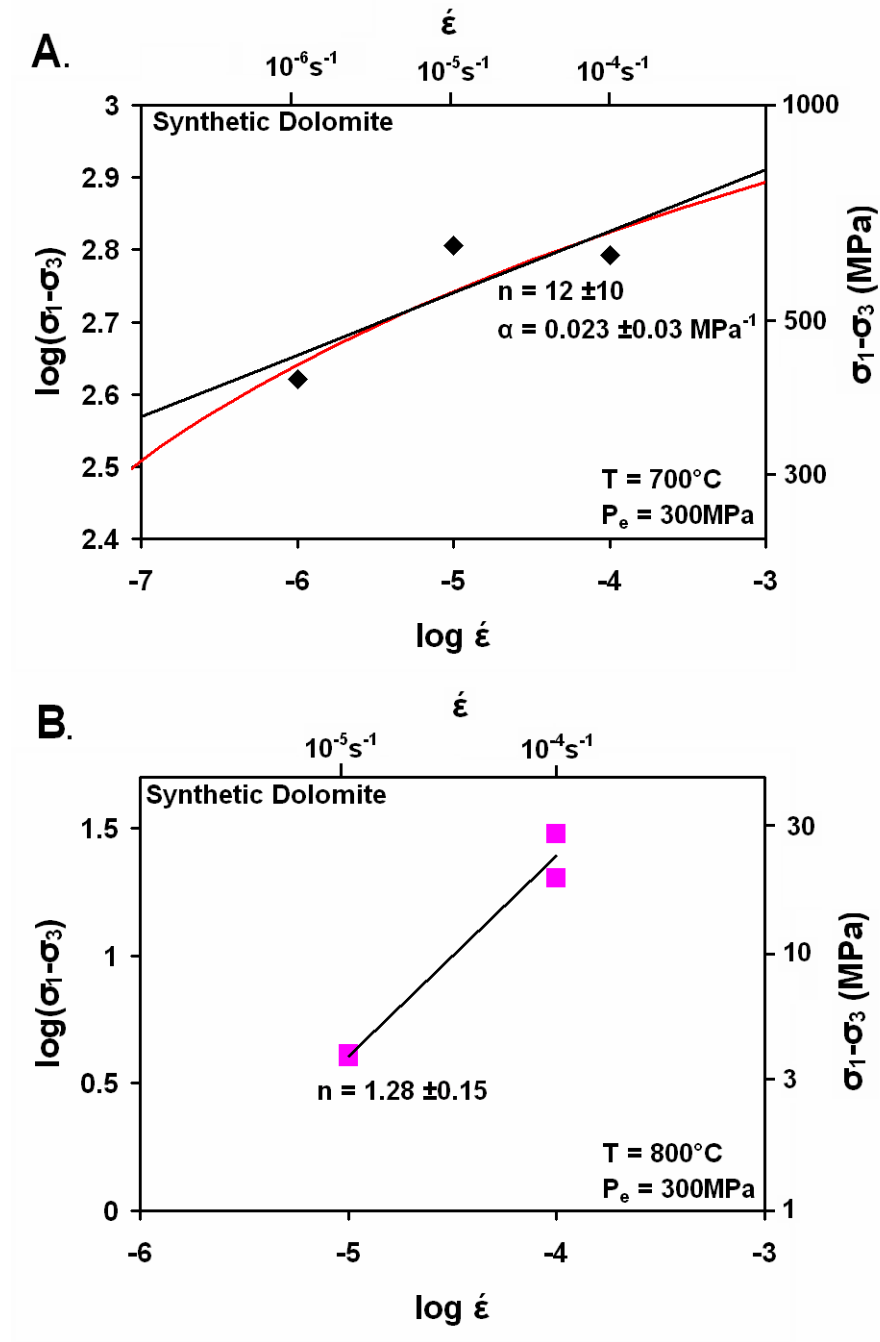 A.
έ
10⁻⁶s⁻¹ 10⁻⁵s⁻¹ 10⁻⁴s⁻¹
Synthetic Dolomite
log(σ₁-σ₃)
3
2.9
2.8
2.7
2.6
2.5
2.4
1000
500
300
σ₁-σ₃ (MPa)
n = 12 ±10
α = 0.023 ±0.03 MPa⁻¹
T = 700°C
Pₑ = 300MPa
-7 -6 -5 -4 -3
log έ
B.
έ
10⁻⁵s⁻¹ 10⁻⁴s⁻¹
Synthetic Dolomite
log(σ₁-σ₃)
1.5
1
0.5
0
30
10
3
1
σ₁-σ₃ (MPa)
n = 1.28 ±0.15
T = 800°C
Pₑ = 300MPa
-6 -5 -4 -3
log έ